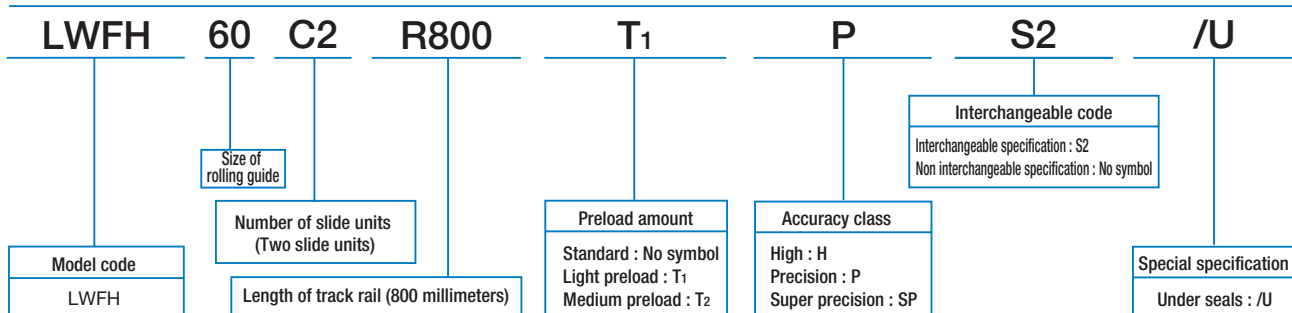 LWFH 60 C2 R800 T1 P S2 /U
Interchangeable code
Interchangeable specification : S2
Non interchangeable specification : No symbol
Size of
rolling guide
Number of slide units
(Two slide units)
Preload amount
Standard : No symbol
Light preload : T1
Medium preload : T2
Accuracy class
High : H
Precision : P
Super precision : SP
Model code
LWFH
Length of track rail (800 millimeters)
Special specification
Under seals : /U